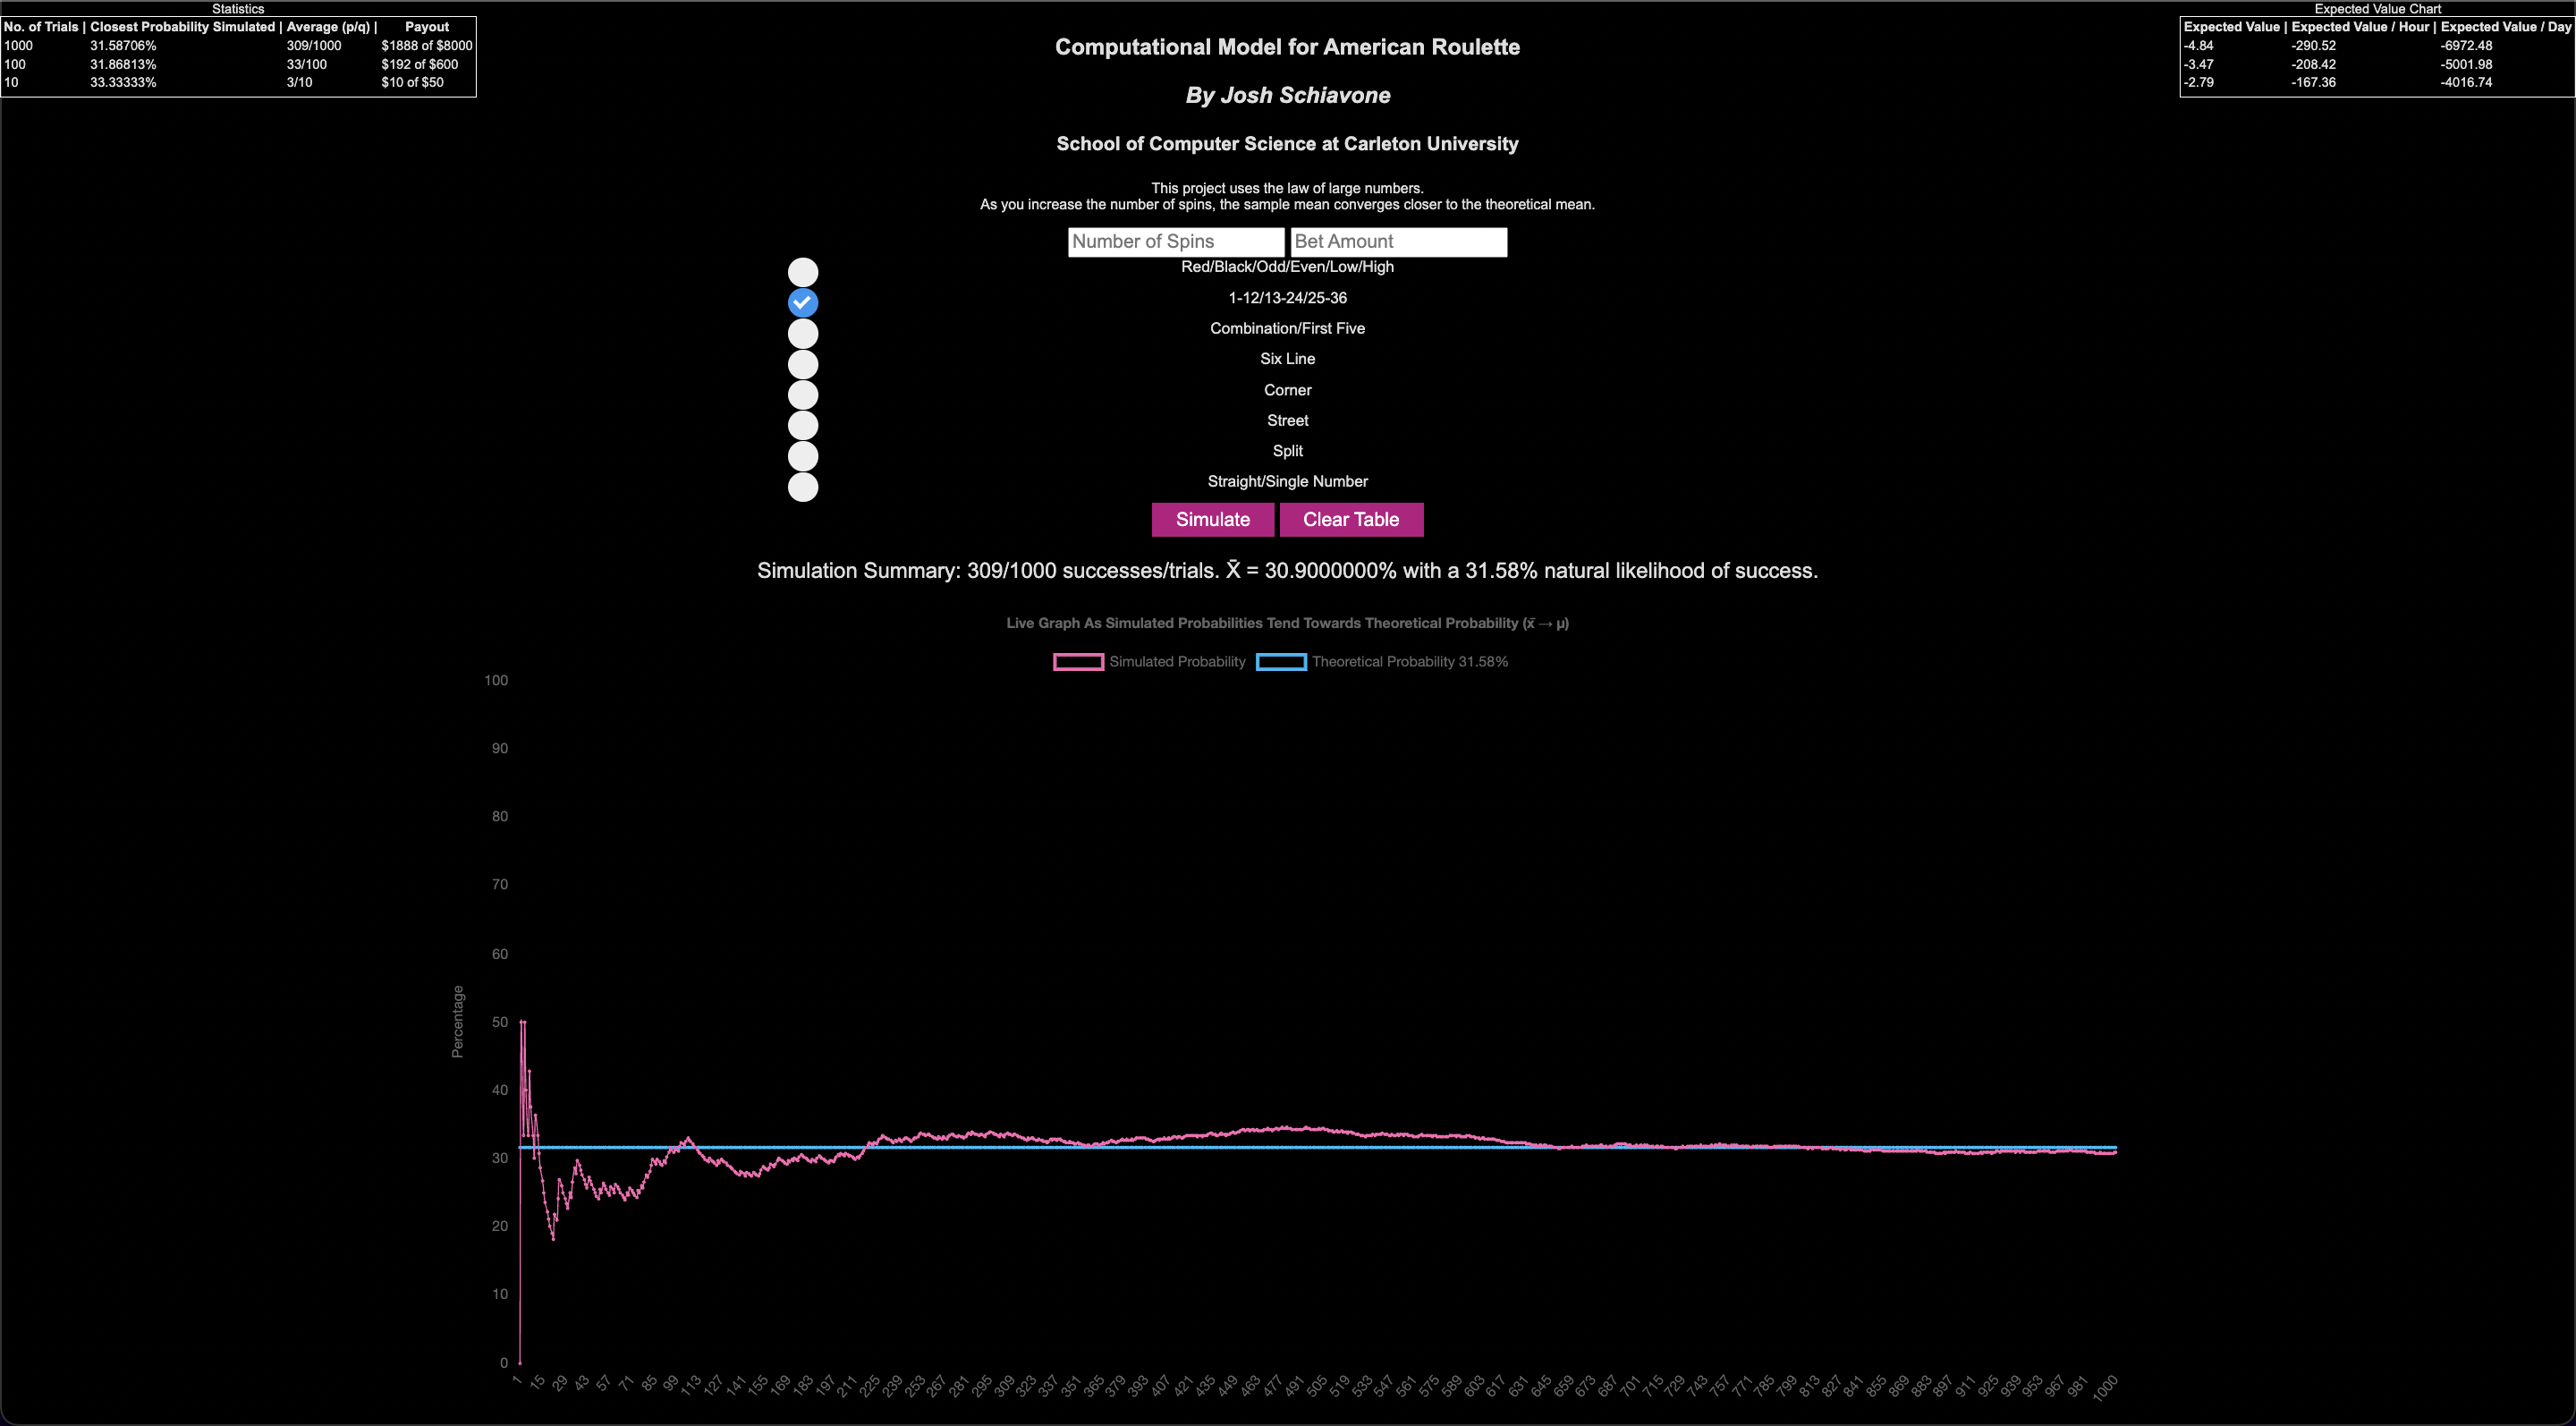 Statistics
No. of Trials | Closest Probability Simulated | Average (p/q) | Payout
1000 31.58706% 309/1000 $1888 of $8000
100 31.86813% 33/100 $192 of $600
10 33.33333% 3/10 $10 of $50
Expected Value Chart
Expected Value | Expected Value / Hour | Expected Value / Day
-4.84 -290.52 -6972.48
-3.47 -208.42 -5001.98
-2.79 -167.36 -4016.74
Computational Model for American Roulette
By Josh Schiavone
School of Computer Science at Carleton University
This project uses the law of large numbers.
As you increase the number of spins, the sample mean converges closer to the theoretical mean.
Number of Spins Bet Amount
Red/Black/Odd/Even/Low/High
1-12/13-24/25-36
Combination/First Five
Six Line
Corner
Street
Split
Straight/Single Number
Simulate Clear Table
Simulation Summary: 309/1000 successes/trials. X̄ = 30.9000000% with a 31.58% natural likelihood of success.
Live Graph As Simulated Probabilities Tend Towards Theoretical Probability (x̄ → μ)
Simulated Probability Theoretical Probability 31.58%
Percentage
100
90
80
70
60
50
40
30
20
10
0
1 15 29 43 57 71 85 99 113 127 141 155 169 183 197 211 225 239 253 267 281 295 309 323 337 351 365 379 393 407 421 435 449 463 477 491 505 519 533 547 561 575 589 603 617 631 645 659 673 687 701 715 729 743 757 771 785 799 813 827 841 855 869 883 897 911 925 939 953 967 981 1000